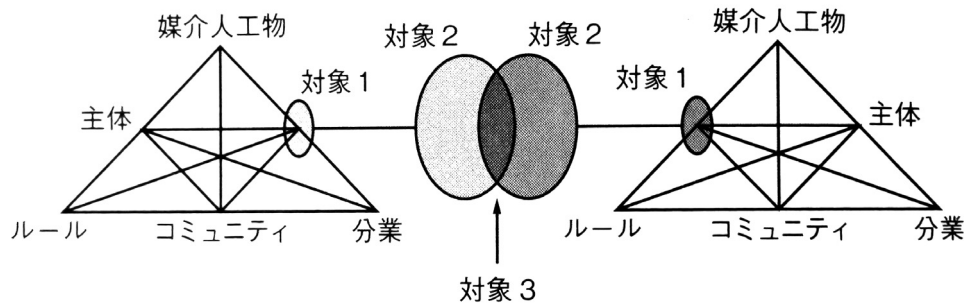 媒介人工物
対象2
対象2
媒介人工物
対象1
対象1
主体
主体
ルール
コミュニティ
分業
ルール
コミュニティ
分業
対象3